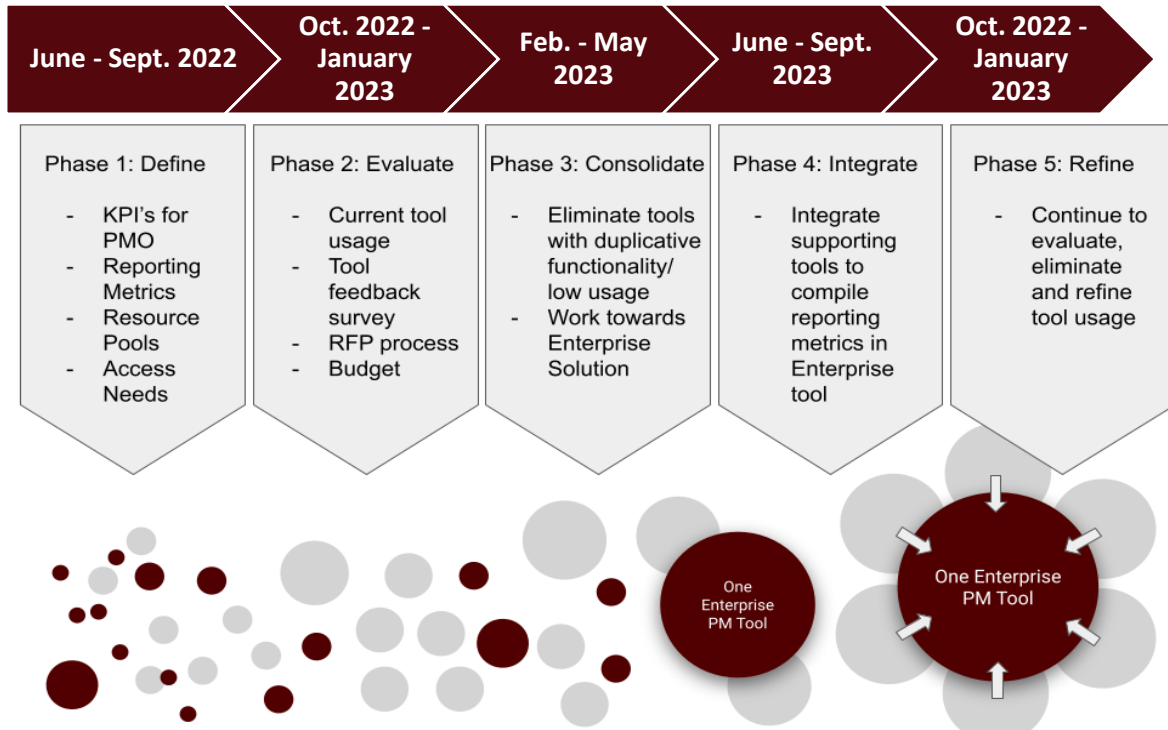 June - Sept. 2022
Oct. 2022 -
January
2023
Feb. - May
2023
June - Sept.
2023
Oct. 2022 -
January
2023
Phase 1: Define
- KPI's for
PMO
- Reporting
Metrics
- Resource
Pools
- Access
Needs
Phase 2: Evaluate
- Current tool
usage
- Tool
feedback
survey
- RFP process
- Budget
Phase 3: Consolidate
- Eliminate tools
with duplicative
functionality/
low usage
- Work towards
Enterprise
Solution
Phase 4: Integrate
- Integrate
supporting
tools to
compile
reporting
metrics in
Enterprise
tool
Phase 5: Refine
- Continue to
evaluate,
eliminate
and refine
tool usage
One
Enterprise
PM Tool
One Enterprise
PM Tool